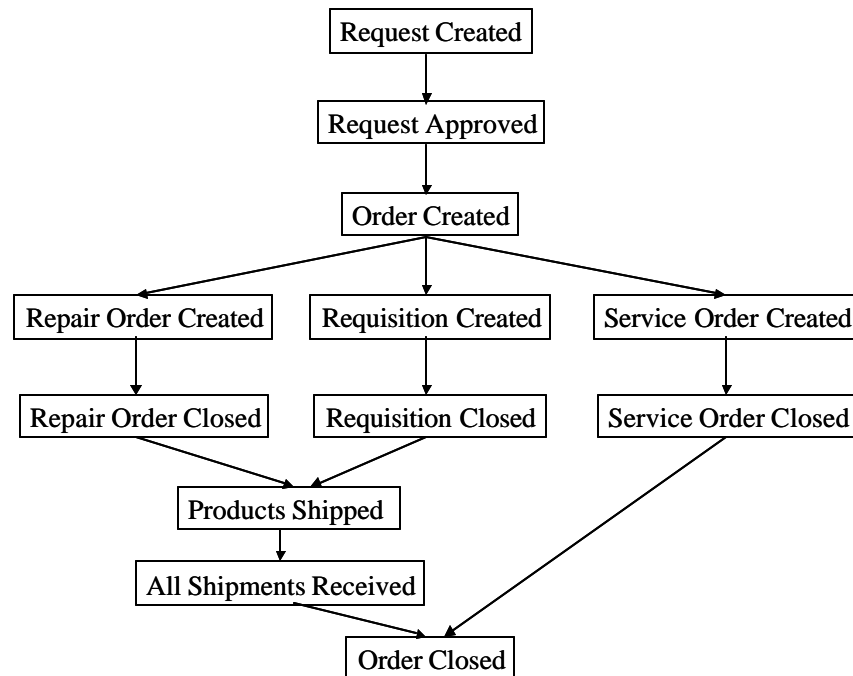 Request Created
Request Approved
Order Created
Repair Order Created
Requisition Created
Service Order Created
Repair Order Closed
Requisition Closed
Service Order Closed
Products Shipped
All Shipments Received
Order Closed